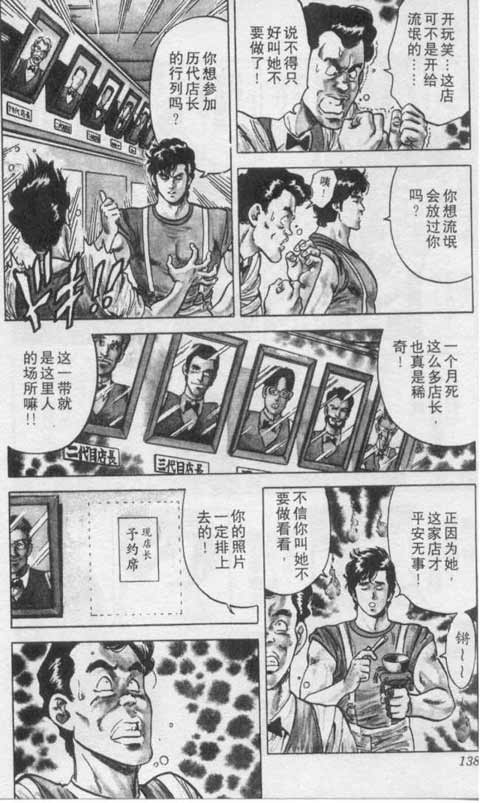 开玩笑…这店
可不是开给
流氓的……
说不得只
好叫她不
要做了！
你想参加
历代店长
的行列吗？
你想流氓
会放过你
吗？
咦！
ドキ!!
一个月死
这么多店长，
也真是稀
奇！
这一带就
是这里人
的场所嘛!!
二代目店長
三代目店長
正因为她，
这家店才
平安无事！
锵~~
不信你叫她不
要做看看，
你的照片
一定排上
去的！
现店长
予约席
138